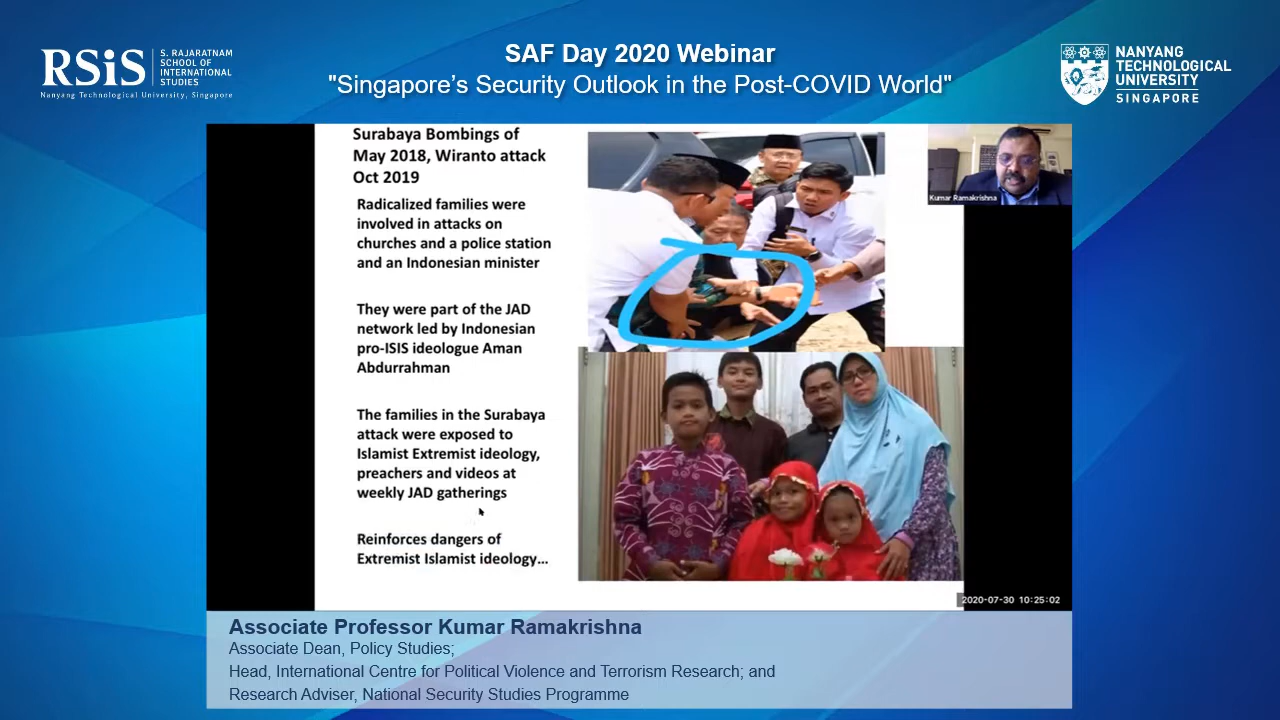 RSiS
S. RAJARATNAM
SCHOOL OF
INTERNATIONAL
STUDIES
Nanyang Technological University, Singapore
SAF Day 2020 Webinar
"Singapore's Security Outlook in the Post-COVID World"
NANYANG
TECHNOLOGICAL
UNIVERSITY
SINGAPORE
Surabaya Bombings of
May 2018, Wiranto attack
Oct 2019
Radicalized families were
involved in attacks on
churches and a police station
and an Indonesian minister
They were part of the JAD
network led by Indonesian
pro-ISIS ideologue Aman
Abdurrahman
The families in the Surabaya
attack were exposed to
Islamist Extremist ideology,
preachers and videos at
weekly JAD gatherings
Reinforces dangers of
Extremist Islamist ideology...
Kumar Ramakrishna
2020-07-30 10:25:02
Associate Professor Kumar Ramakrishna
Associate Dean, Policy Studies;
Head, International Centre for Political Violence and Terrorism Research; and
Research Adviser, National Security Studies Programme